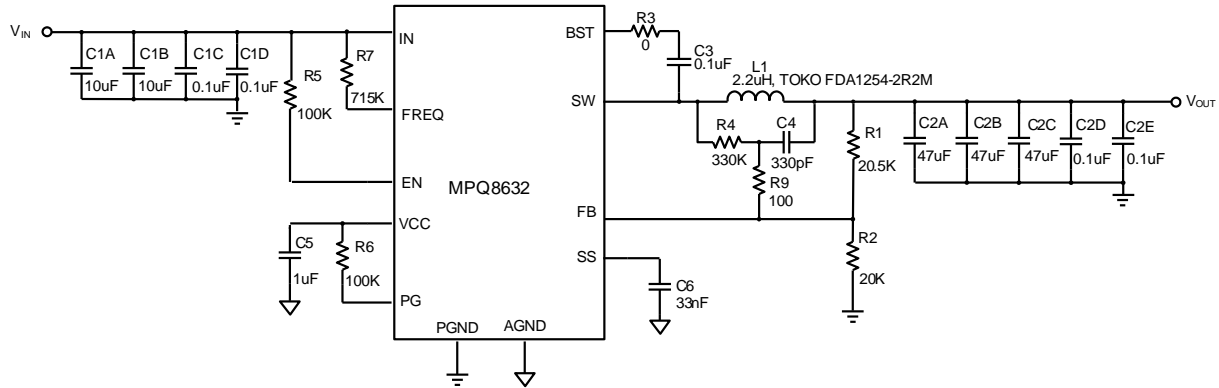 VIN
C1A
10uF
C1B
10uF
C1C
0.1uF
C1D
0.1uF
R5
100K
R7
715K
IN
FREQ
EN
VCC
PG
C5
1uF
R6
100K
MPQ8632
PGND
AGND
BST
SW
FB
SS
R3
0
C3
0.1uF
L1
2.2uH, TOKO FDA1254-2R2M
R4
330K
C4
330pF
R9
100
R1
20.5K
R2
20K
C6
33nF
C2A
47uF
C2B
47uF
C2C
47uF
C2D
0.1uF
C2E
0.1uF
VOUT